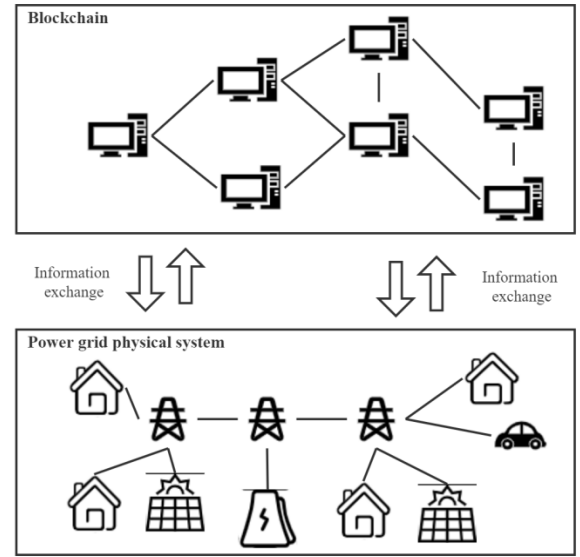 Blockchain
Information
exchange
Information
exchange
Power grid physical system